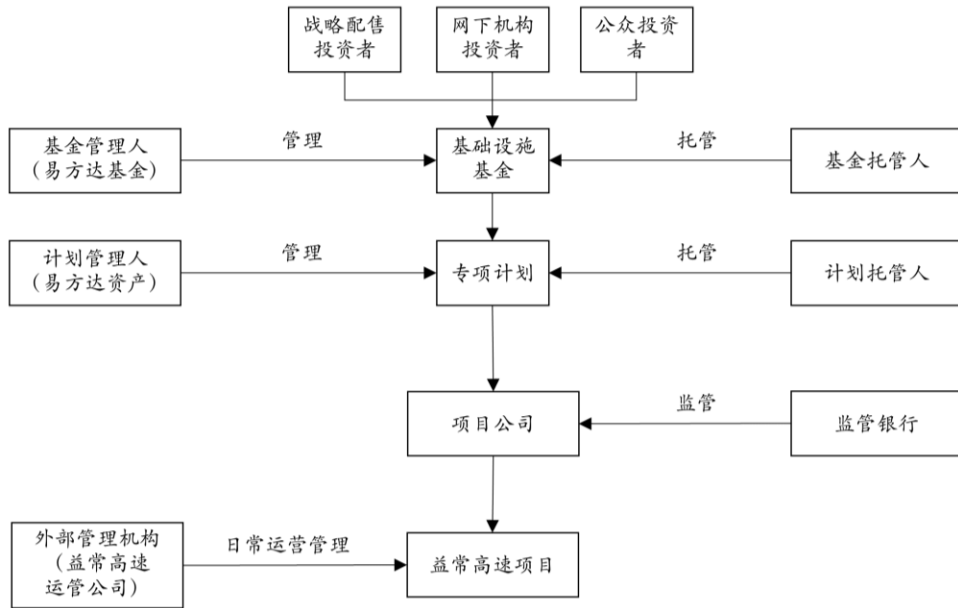 战略配售
投资者
网下机构
投资者
公众投资
者
基金管理人
（易方达基金）
管理
基础设施
基金
托管
基金托管人
计划管理人
（易方达资产）
管理
专项计划
托管
计划托管人
项目公司
监管
监管银行
外部管理机构
（益常高速
运管公司）
日常运营管理
益常高速项目